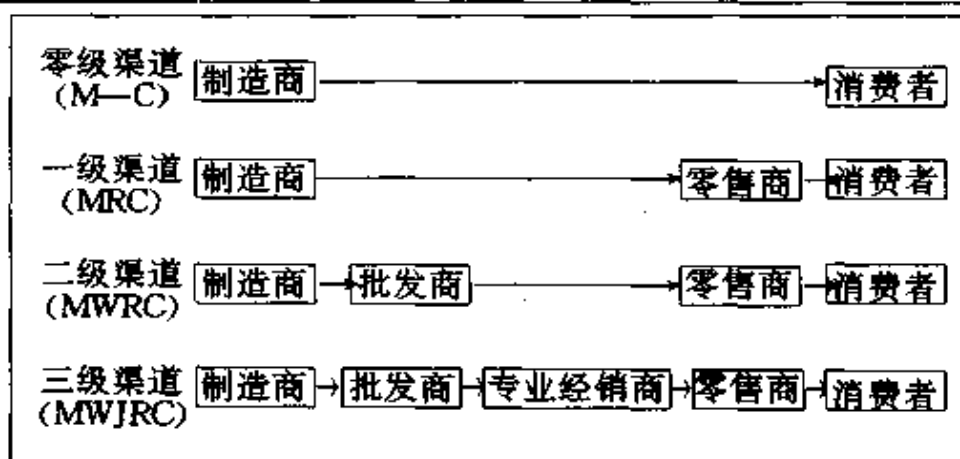 零级渠道 制造商 消费者
(M—C)
一级渠道 制造商 零售商 消费者
(MRC)
二级渠道 制造商 批发商 零售商 消费者
(MWRC)
三级渠道 制造商 批发商 专业经销商 零售商 消费者
(MWJRC)